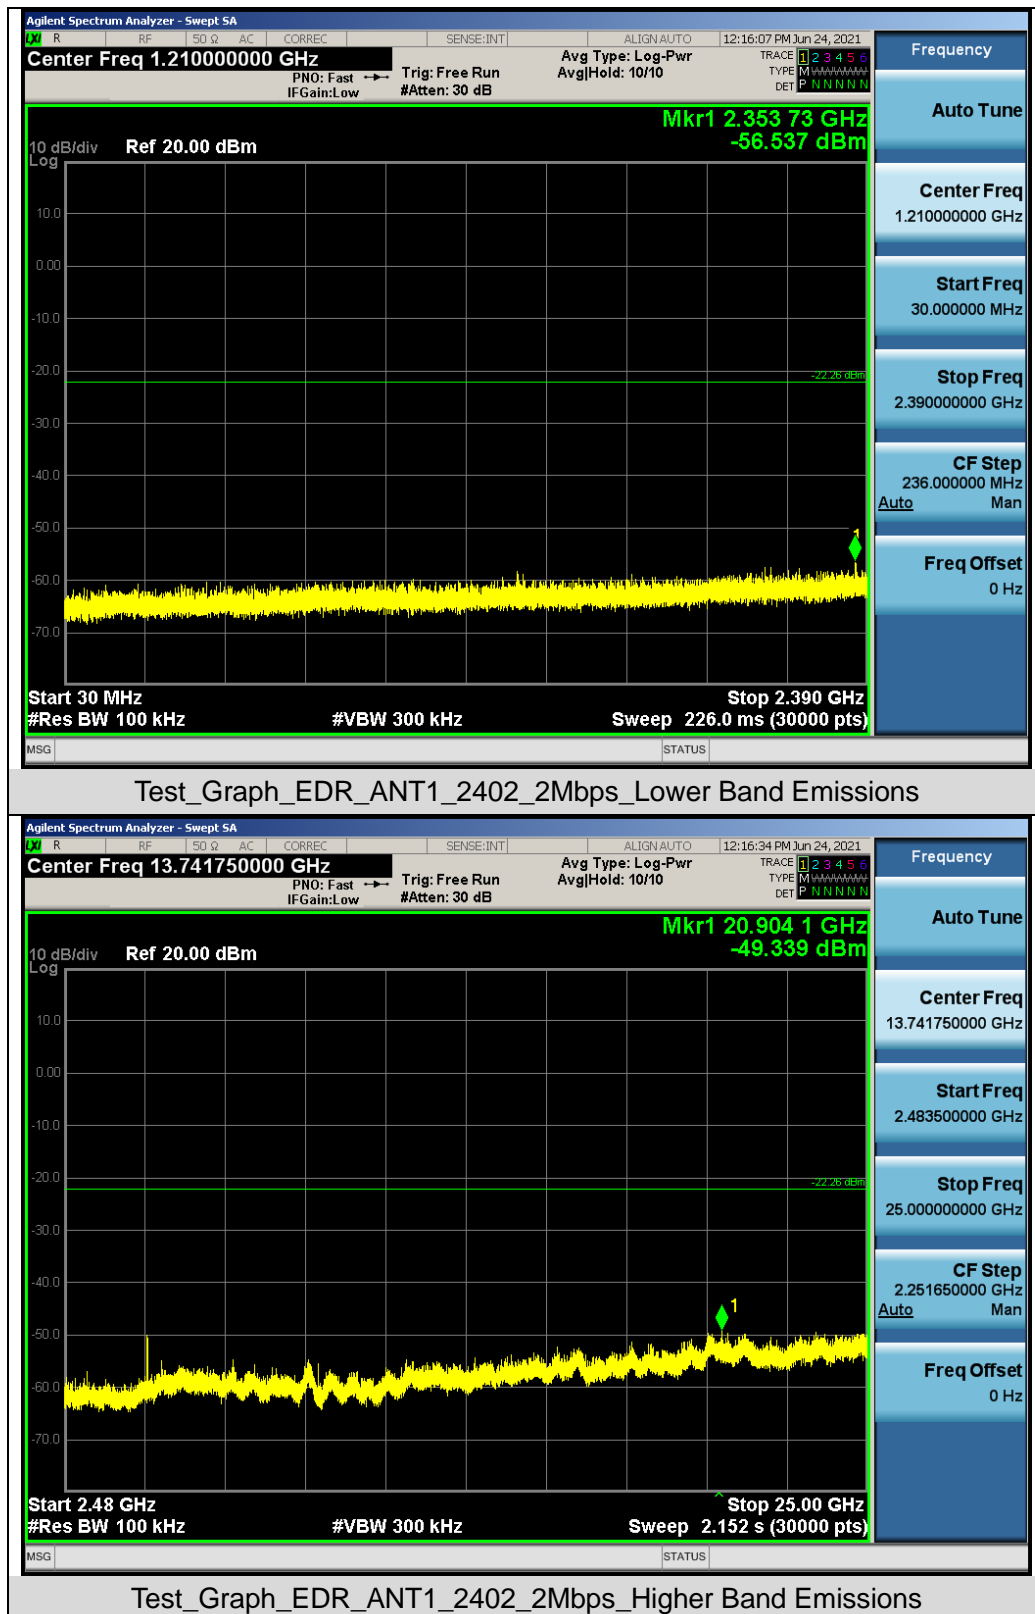 Agilent Spectrum Analyzer - Swept SA
LXI R RF 50 Ω AC CORREC SENSE:INT ALIGN AUTO 12:16:07 PM Jun 24, 2021
Center Freq 1.210000000 GHz
PNO: Fast
IFGain:Low
Trig: Free Run
#Atten: 30 dB
Avg Type: Log-Pwr
Avg|Hold: 10/10
TRACE 1 2 3 4 5 6
TYPE M WWWWW
DET P N N N N N
Mkr1 2.353 73 GHz
-56.537 dBm
10 dB/div Ref 20.00 dBm
Log
10.0
0.00
-10.0
-20.0
-22.26 dBm
-30.0
-40.0
-50.0
1
-60.0
-70.0
Start 30 MHz Stop 2.390 GHz
#Res BW 100 kHz #VBW 300 kHz Sweep 226.0 ms (30000 pts)
MSG STATUS
Frequency
Auto Tune
Center Freq
1.210000000 GHz
Start Freq
30.000000 MHz
Stop Freq
2.390000000 GHz
CF Step
236.000000 MHz
Auto Man
Freq Offset
0 Hz
Test_Graph_EDR_ANT1_2402_2Mbps_Lower Band Emissions
Agilent Spectrum Analyzer - Swept SA
LXI R RF 50 Ω AC CORREC SENSE:INT ALIGN AUTO 12:16:34 PM Jun 24, 2021
Center Freq 13.741750000 GHz
PNO: Fast
IFGain:Low
Trig: Free Run
#Atten: 30 dB
Avg Type: Log-Pwr
Avg|Hold: 10/10
TRACE 1 2 3 4 5 6
TYPE M WWWWW
DET P N N N N N
Mkr1 20.904 1 GHz
-49.339 dBm
10 dB/div Ref 20.00 dBm
Log
10.0
0.00
-10.0
-20.0
-22.26 dBm
-30.0
-40.0
1
-50.0
-60.0
-70.0
Start 2.48 GHz Stop 25.00 GHz
#Res BW 100 kHz #VBW 300 kHz Sweep 2.152 s (30000 pts)
MSG STATUS
Frequency
Auto Tune
Center Freq
13.741750000 GHz
Start Freq
2.483500000 GHz
Stop Freq
25.000000000 GHz
CF Step
2.251650000 GHz
Auto Man
Freq Offset
0 Hz
Test_Graph_EDR_ANT1_2402_2Mbps_Higher Band Emissions